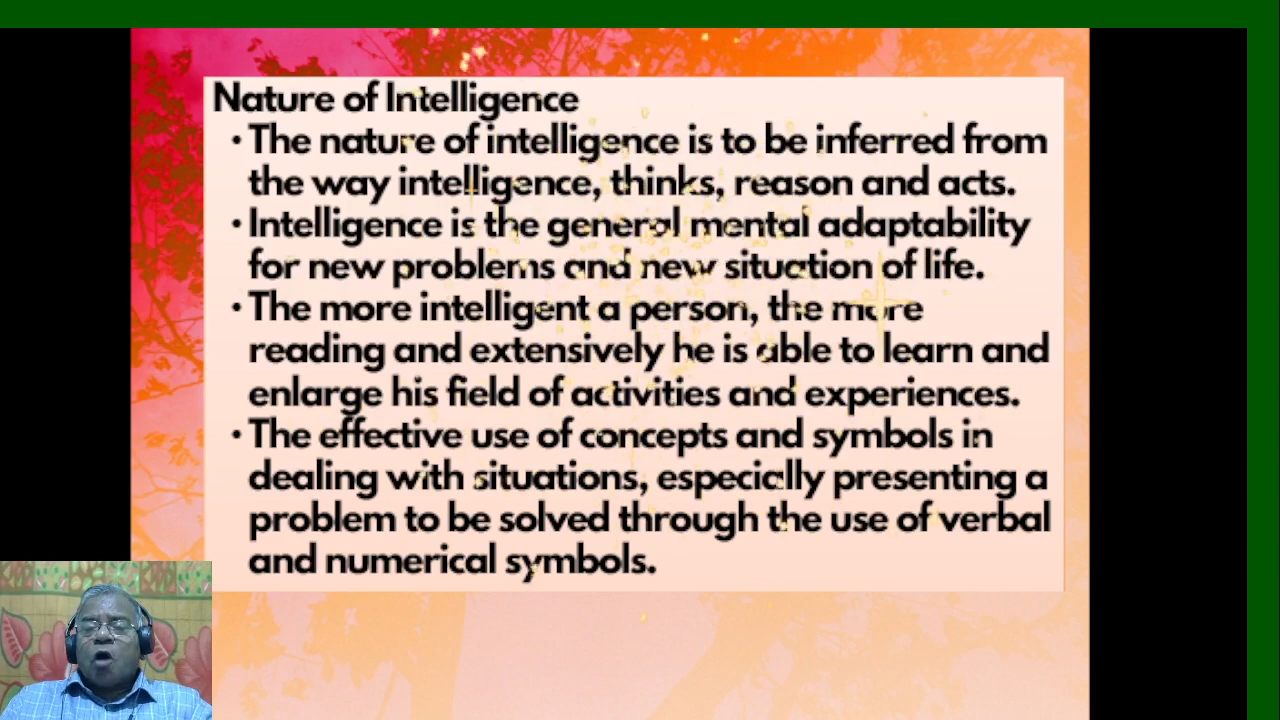 Nature of Intelligence
• The nature of intelligence is to be inferred from
the way intelligence, thinks, reason and acts.
• Intelligence is the general mental adaptability
for new problems and new situation of life.
• The more intelligent a person, the more
reading and extensively he is able to learn and
enlarge his field of activities and experiences.
• The effective use of concepts and symbols in
dealing with situations, especially presenting a
problem to be solved through the use of verbal
and numerical symbols.